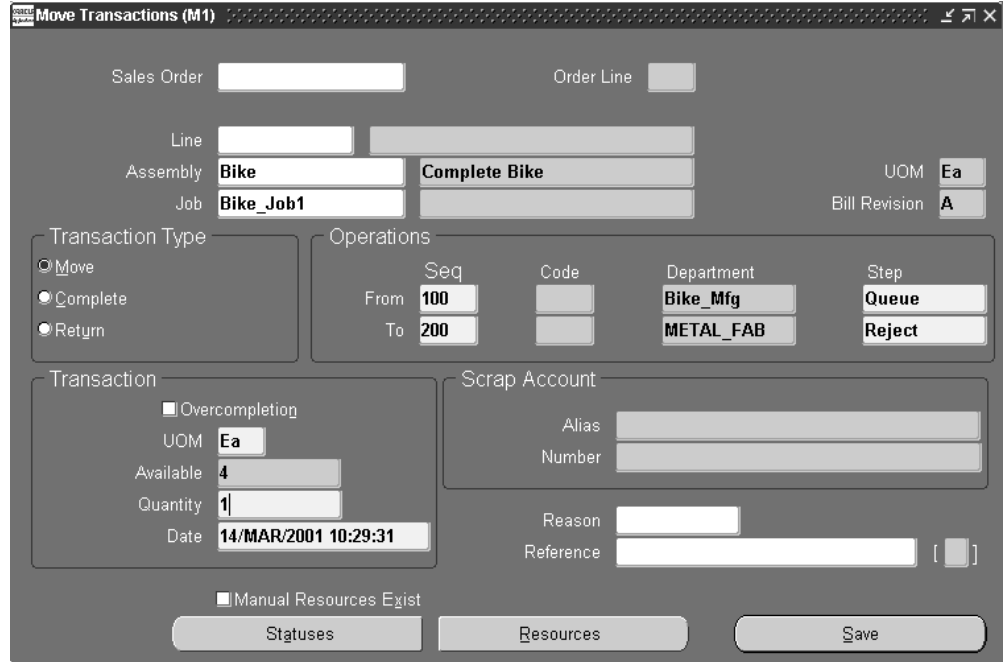 Move Transactions (M1)
Sales Order Order Line
Line
Assembly Bike Complete Bike UOM Ea
Job Bike_Job1 Bill Revision A
Transaction Type Operations
Move Seq Code Department Step
Complete From 100 Bike_Mfg Queue
Return To 200 METAL_FAB Reject
Transaction Scrap Account
Overcompletion Alias
UOM Ea
Available 4 Number
Quantity 1
Date 14/MAR/2001 10:29:31 Reason
Reference [ ]
Manual Resources Exist
Statuses Resources Save